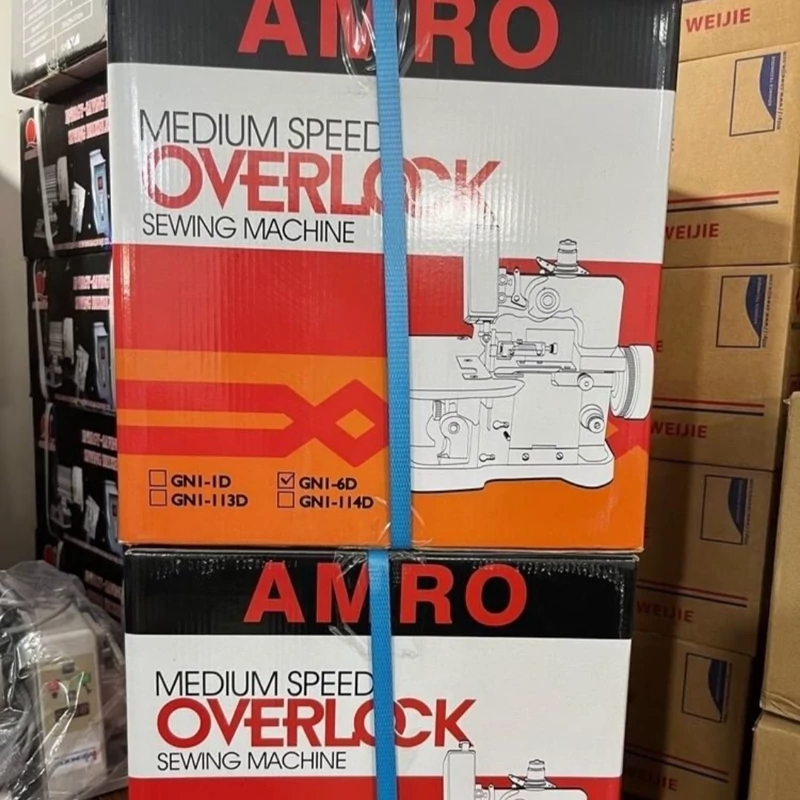 AMRO
MEDIUM SPEED
OVERLOCK
SEWING MACHINE
GN1-1D
GN1-6D
GN1-113D
GN1-114D
AMRO
MEDIUM SPEED
OVERLOCK
SEWING MACHINE
WEIJIE
WEIJIE
WEIJIE
WEIJIE